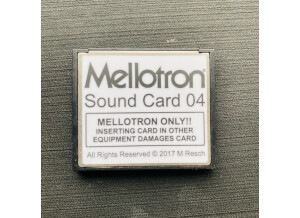 Mellotron®
Sound Card 04
MELLOTRON ONLY!!
INSERTING CARD IN OTHER
EQUIPMENT DAMAGES CARD
All Rights Reserved © 2017 M Resch